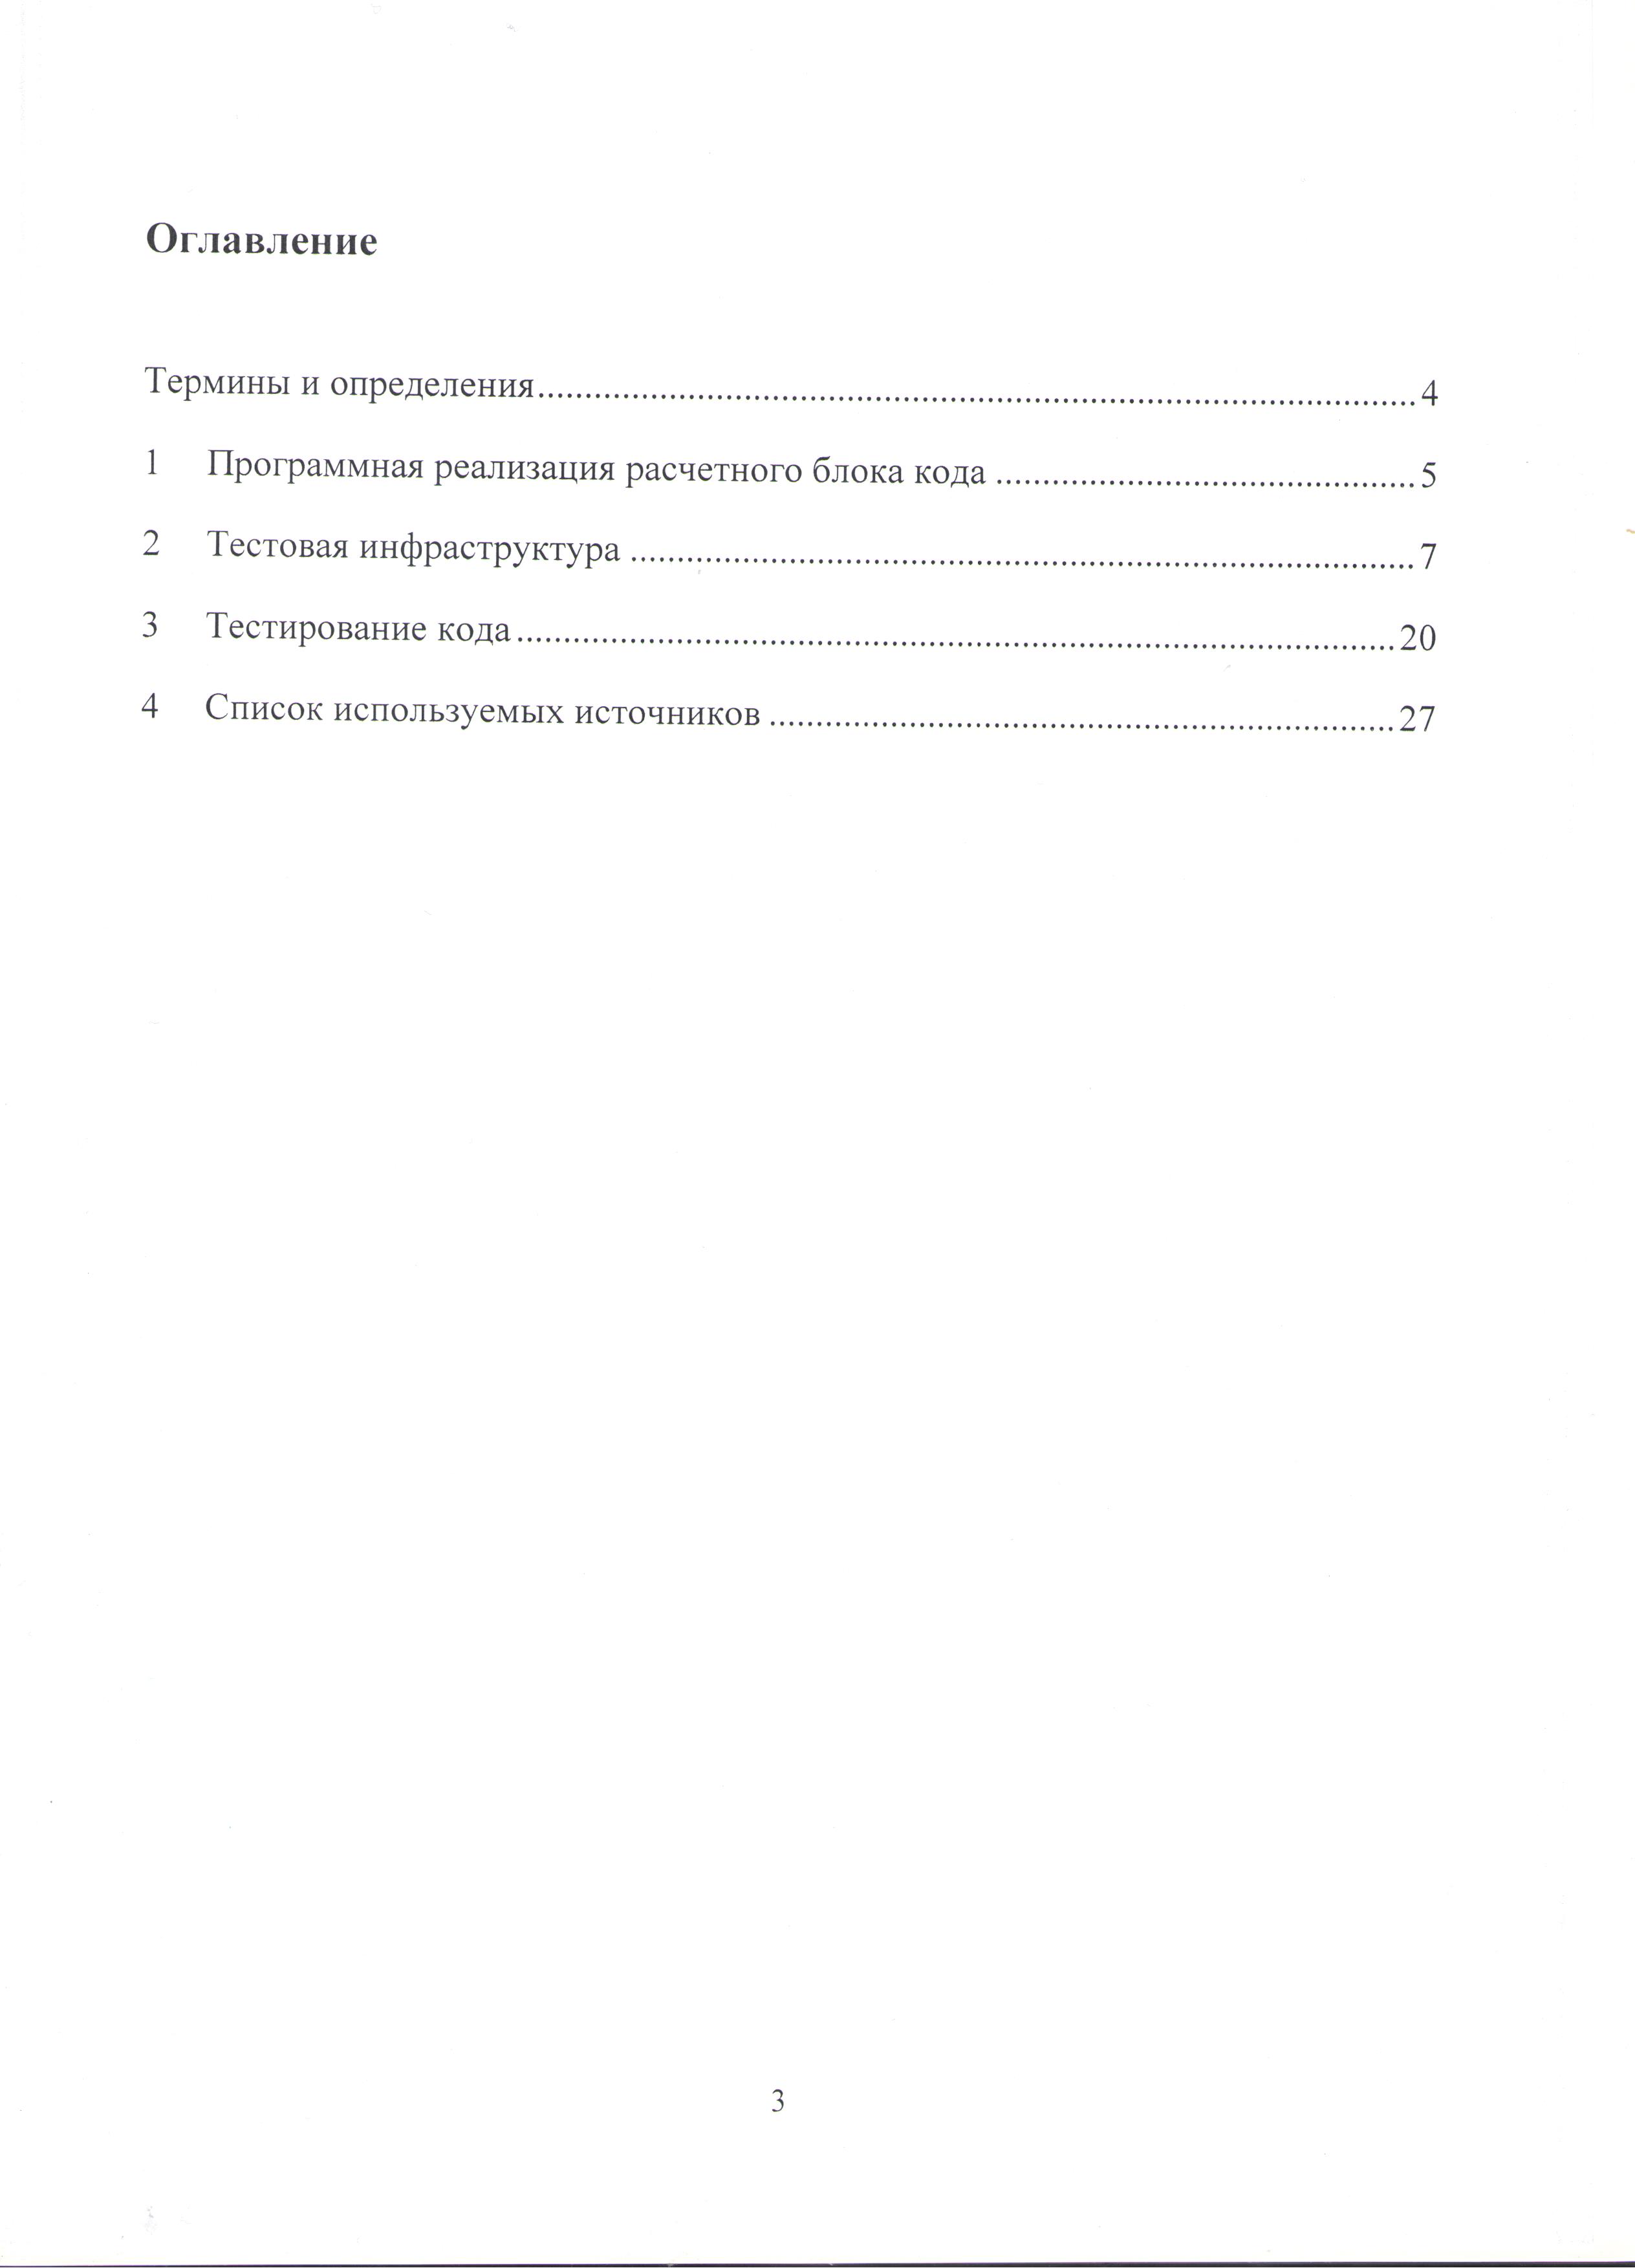 Оглавление
Термины и определения..........................................................................................4
1 Программная реализация расчетного блока кода ...........................................5
2 Тестовая инфраструктура ...................................................................................7
3 Тестирование кода..............................................................................................20
4 Список используемых источников ..................................................................27
3